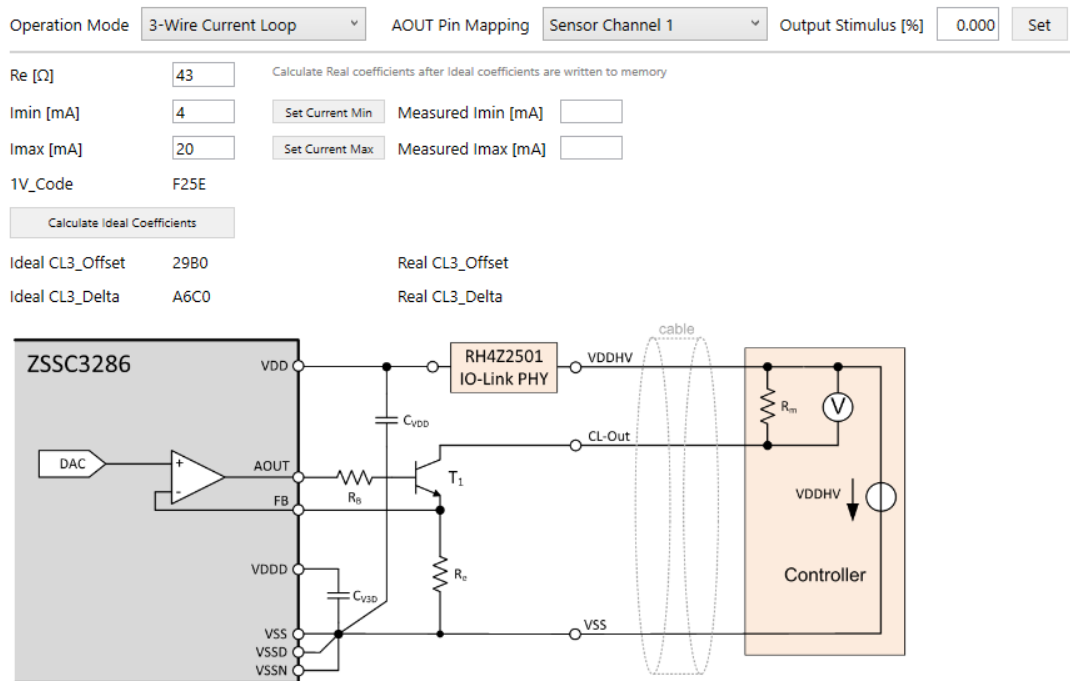 Operation Mode 3-Wire Current Loop AOUT Pin Mapping Sensor Channel 1 Output Stimulus [%] 0.000 Set
Re [Ω] 43 Calculate Real coefficients after Ideal coefficients are written to memory
Imin [mA] 4 Set Current Min Measured Imin [mA]
Imax [mA] 20 Set Current Max Measured Imax [mA]
1V_Code F25E
Calculate Ideal Coefficients
Ideal CL3_Offset 29B0 Real CL3_Offset
Ideal CL3_Delta A6C0 Real CL3_Delta
cable
ZSSC3286
VDD
RH4Z2501
IO-Link PHY
VDDHV
CVDD
Rm
V
CL-Out
DAC
+
-
AOUT
RB
T1
FB
VDDHV
VDDD
Re
Controller
CV3D
VSS
VSS
VSSD
VSSN